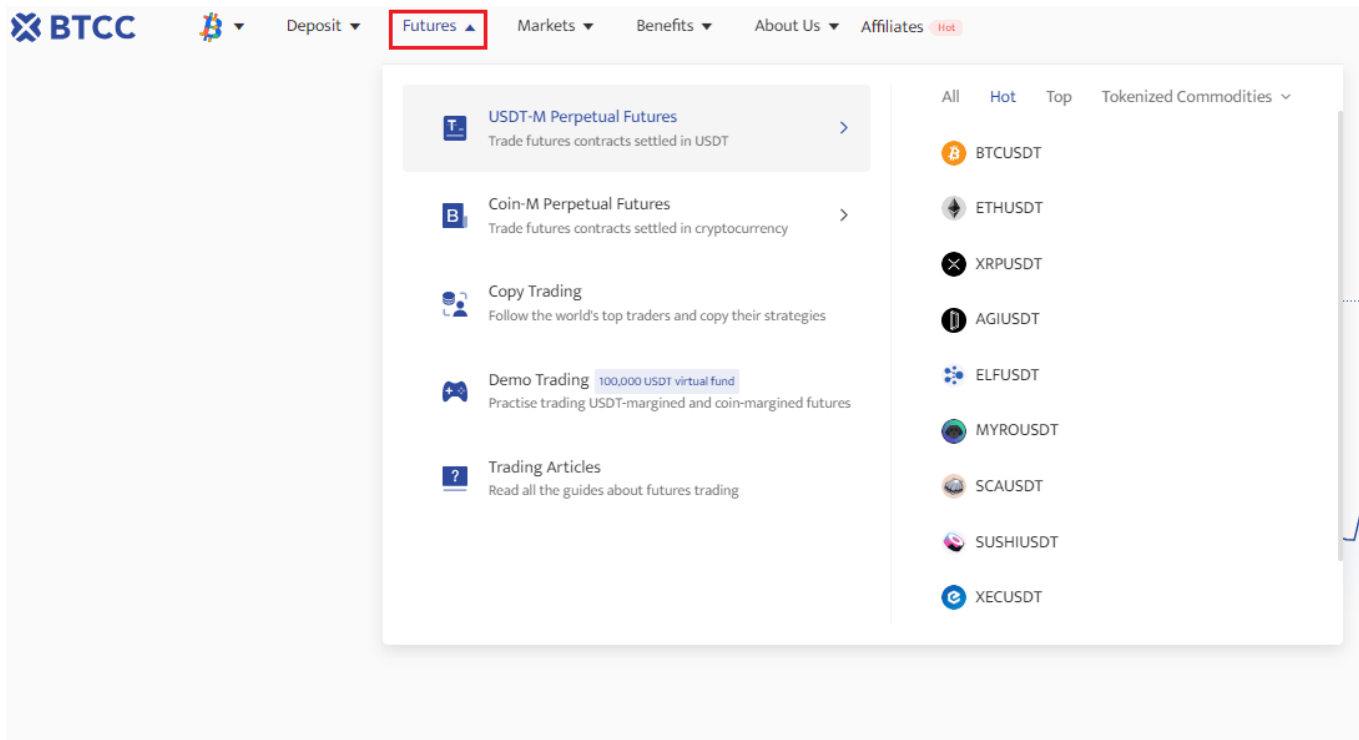 BTCC
Deposit
Futures
Markets
Benefits
About Us
Affiliates
Hot
USDT-M Perpetual Futures
Trade futures contracts settled in USDT
Coin-M Perpetual Futures
Trade futures contracts settled in cryptocurrency
Copy Trading
Follow the world's top traders and copy their strategies
Demo Trading 100,000 USDT virtual fund
Practise trading USDT-margined and coin-margined futures
Trading Articles
Read all the guides about futures trading
All Hot Top Tokenized Commodities
BTCUSDT
ETHUSDT
XRPUSDT
AGIUSDT
ELFUSDT
MYROUSDT
SCAUSDT
SUSHIUSDT
XECUSDT